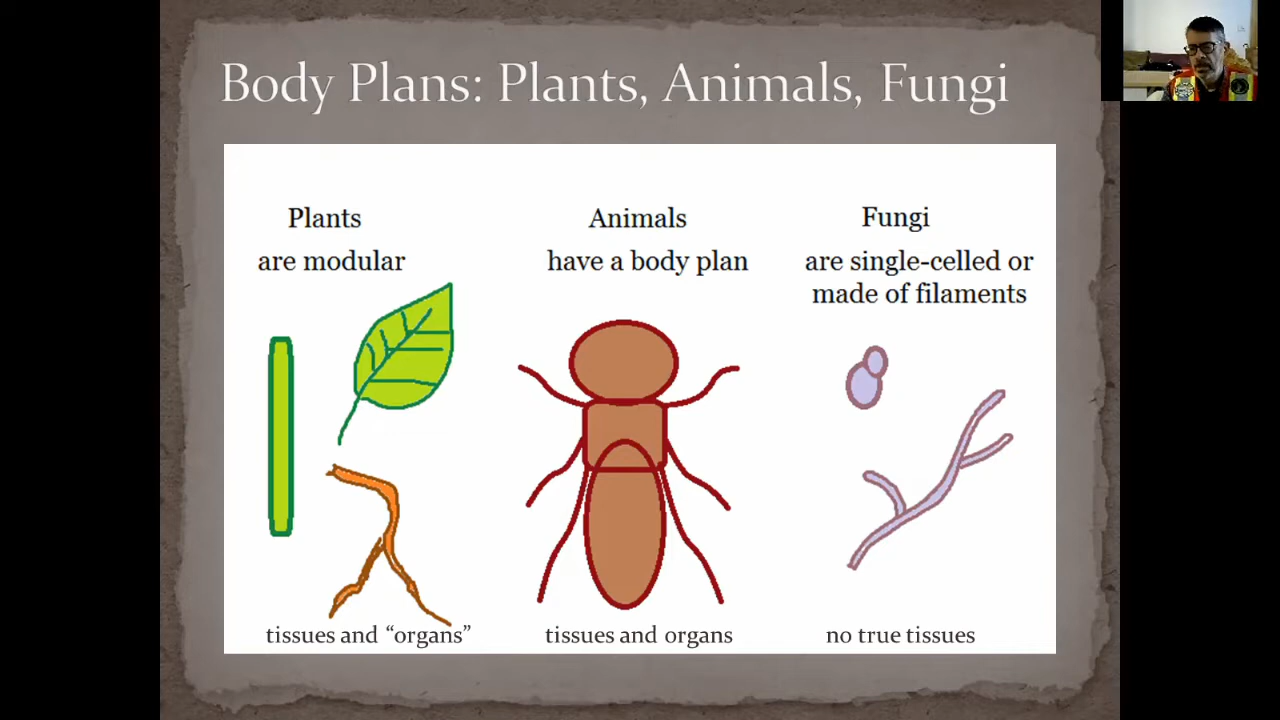 Body Plans: Plants, Animals, Fungi
Plants
are modular
tissues and “organs”
Animals
have a body plan
tissues and organs
Fungi
are single-celled or
made of filaments
no true tissues